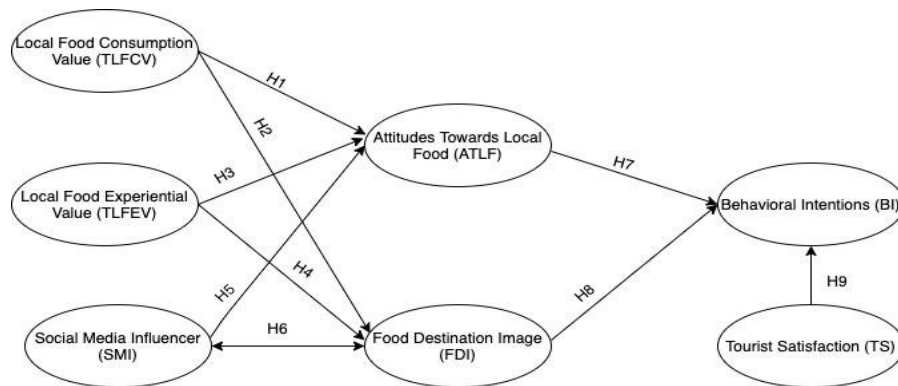 Local Food Consumption
Value (TLFCV)
H1
H2
Attitudes Towards Local
Food (ATLF)
H3
H7
Local Food Experiential
Value (TLFEV)
Behavioral Intentions (BI)
H4
H5
H8
H9
H6
Social Media Influencer
(SMI)
Food Destination Image
(FDI)
Tourist Satisfaction (TS)